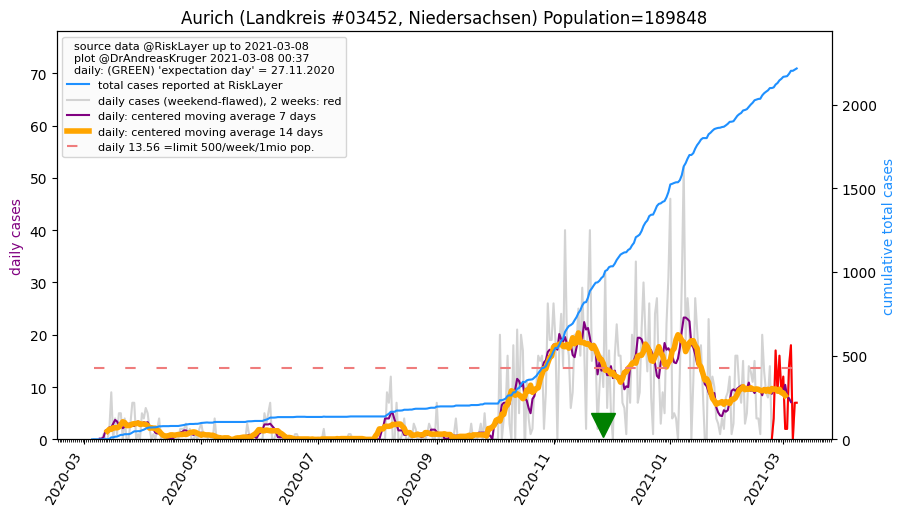 Aurich (Landkreis #03452, Niedersachsen) Population=189848
source data @RiskLayer up to 2021-03-08
plot @DrAndreasKruger 2021-03-08 00:37
daily: (GREEN) 'expectation day' = 27.11.2020
total cases reported at RiskLayer
daily cases (weekend-flawed), 2 weeks: red
daily: centered moving average 7 days
daily: centered moving average 14 days
daily 13.56 =limit 500/week/1mio pop.
daily cases
70
60
50
40
30
20
10
0
cumulative total cases
2000
1500
1000
500
0
2020-03
2020-05
2020-07
2020-09
2020-11
2021-01
2021-03